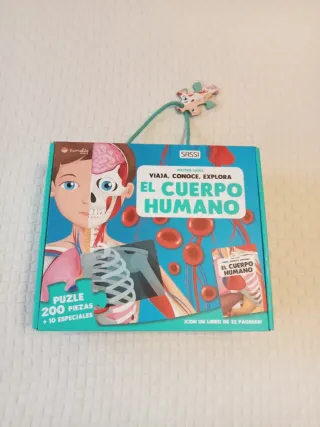 SASSI
VIAJA, CONOCE, EXPLORA
EL CUERPO
HUMANO
EL CUERPO
HUMANO
PUZLE
200 PIEZAS
+ 10 ESPECIALES
¡CON UN LIBRO DE 32 PÁGINAS!